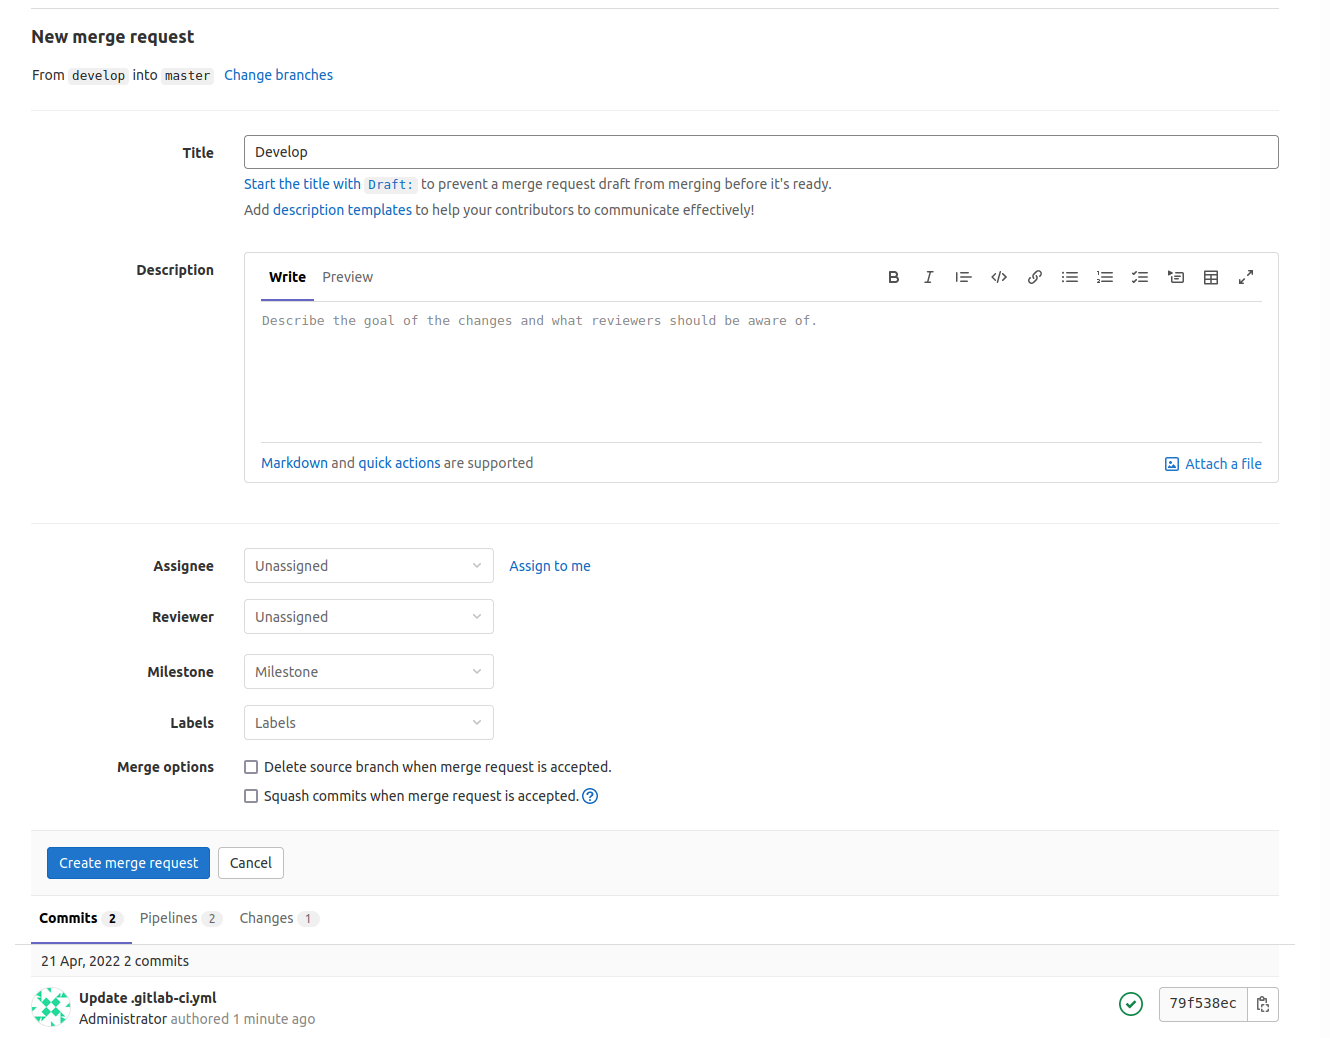 New merge request
From develop into master Change branches
Title Develop
Start the title with Draft: to prevent a merge request draft from merging before it's ready.
Add description templates to help your contributors to communicate effectively!
Description Write Preview
Describe the goal of the changes and what reviewers should be aware of.
Markdown and quick actions are supported Attach a file
Assignee Unassigned Assign to me
Reviewer Unassigned
Milestone Milestone
Labels Labels
Merge options Delete source branch when merge request is accepted.
Squash commits when merge request is accepted.
Create merge request Cancel
Commits 2 Pipelines 2 Changes 1
21 Apr, 2022 2 commits
Update .gitlab-ci.yml
Administrator authored 1 minute ago 79f538ec